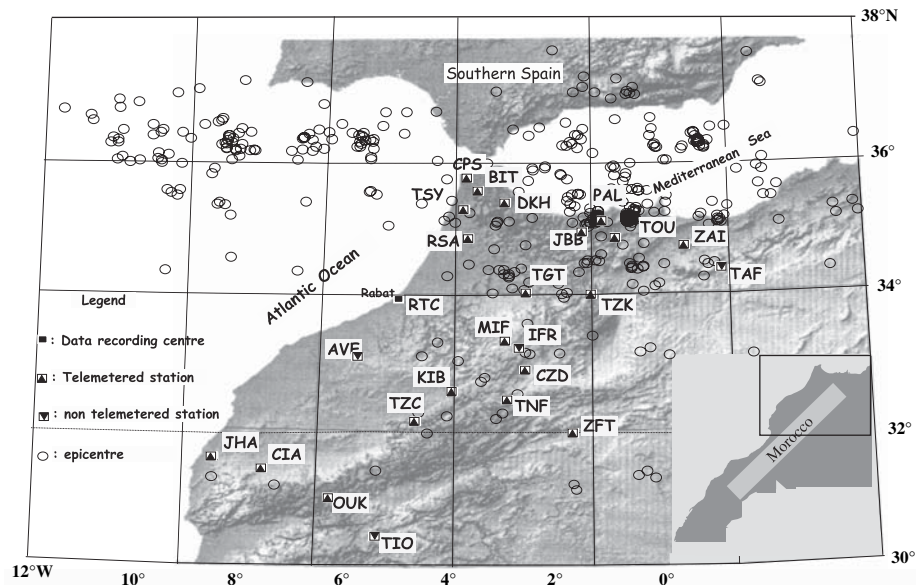 38°N
Southern Spain
Mediterranean Sea
36°
CPS
BIT
TSY
DKH
PAL
TOU
RSA
JBB
ZAI
TGT
TAF
Atlantic Ocean
34°
Legend
Rabat
RTC
TZK
: Data recording centre
MIF
IFR
AVF
: Telemetered station
KIB
CZD
: non telemetered station
TZC
TNF
32°
ZFT
JHA
: epicentre
CIA
Morocco
OUK
TIO
30°
12°W 10° 8° 6° 4° 2° 0°